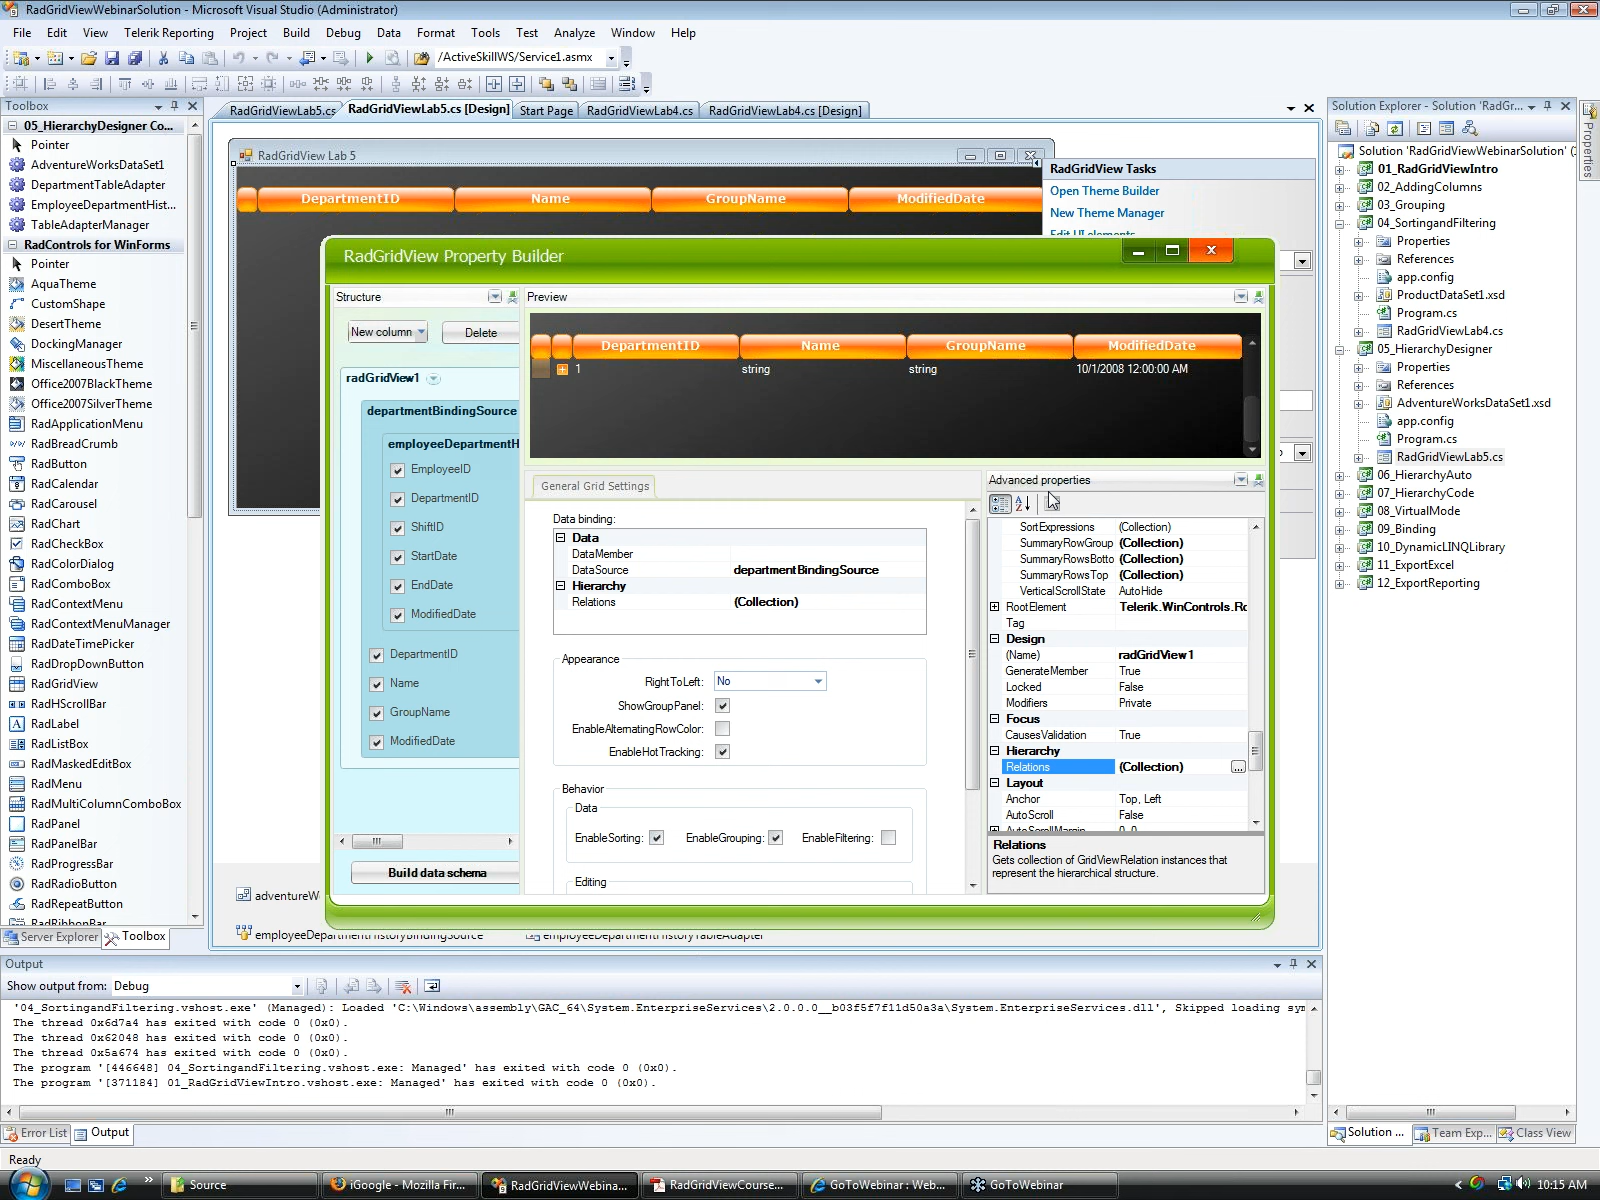 RadGridViewWebinarSolution - Microsoft Visual Studio (Administrator)
File Edit View Telerik Reporting Project Build Debug Data Format Tools Test Analyze Window Help
/ActiveSkillWS/Service1.asmx
Toolbox
05_HierarchyDesigner Co...
Pointer
AdventureWorksDataSet1
DepartmentTableAdapter
EmployeeDepartmentHist...
TableAdapterManager
RadControls for WinForms
Pointer
AquaTheme
CustomShape
DesertTheme
DockingManager
MiscellaneousTheme
Office2007BlackTheme
Office2007SilverTheme
RadApplicationMenu
RadBreadCrumb
RadButton
RadCalendar
RadCarousel
RadChart
RadCheckBox
RadColorDialog
RadComboBox
RadContextMenu
RadContextMenuManager
RadDateTimePicker
RadDropDownButton
RadGridView
RadHScrollBar
RadLabel
RadListBox
RadMaskedEditBox
RadMenu
RadMultiColumnComboBox
RadPanel
RadPanelBar
RadProgressBar
RadRadioButton
RadRepeatButton
RadRibbonBar
Server Explorer Toolbox
RadGridViewLab5.cs RadGridViewLab5.cs [Design] Start Page RadGridViewLab4.cs RadGridViewLab4.cs [Design]
RadGridView Lab 5
DepartmentID Name GroupName ModifiedDate
RadGridView Tasks
Open Theme Builder
New Theme Manager
Edit UI elements
RadGridView Property Builder
Structure
New column Delete
radGridView1
departmentBindingSource
employeeDepartmentH
EmployeeID
DepartmentID
ShiftID
StartDate
EndDate
ModifiedDate
DepartmentID
Name
GroupName
ModifiedDate
Build data schema
Preview
DepartmentID Name GroupName ModifiedDate
1 string string 10/1/2008 12:00:00 AM
General Grid Settings
Data binding:
Data
DataMember
DataSource departmentBindingSource
Hierarchy
Relations (Collection)
Appearance
RightToLeft: No
ShowGroupPanel:
EnableAlternatingRowColor:
EnableHotTracking:
Behavior
Data
EnableSorting: EnableGrouping: EnableFiltering:
Editing
Advanced properties
SortExpressions (Collection)
SummaryRowGroup (Collection)
SummaryRowsBotto (Collection)
SummaryRowsTop (Collection)
VerticalScrollState AutoHide
RootElement Telerik.WinControls.Ro
Tag
Design
(Name) radGridView1
GenerateMember True
Locked False
Modifiers Private
Focus
CausesValidation True
Hierarchy
Relations (Collection) ...
Layout
Anchor Top, Left
AutoScroll False
AutoScrollMargin 0, 0
Relations
Gets collection of GridViewRelation instances that
represent the hierarchical structure.
adventureW
employeeDepartmentHistoryBindingSource employeeDepartmentHistoryTableAdapter
Solution Explorer - Solution 'RadGr...
Properties
Solution 'RadGridViewWebinarSolution' (
01_RadGridViewIntro
02_AddingColumns
03_Grouping
04_SortingandFiltering
Properties
References
app.config
ProductDataSet1.xsd
Program.cs
RadGridViewLab4.cs
05_HierarchyDesigner
Properties
References
AdventureWorksDataSet1.xsd
app.config
Program.cs
RadGridViewLab5.cs
06_HierarchyAuto
07_HierarchyCode
08_VirtualMode
09_Binding
10_DynamicLINQLibrary
11_ExportExcel
12_ExportReporting
Solution ... Team Exp... Class View
Output
Show output from: Debug
'04_SortingandFiltering.vshost.exe' (Managed): Loaded 'C:\Windows\assembly\GAC_64\System.EnterpriseServices\2.0.0.0__b03f5f7f11d50a3a\System.EnterpriseServices.dll', Skipped loading sym
The thread 0x6d7a4 has exited with code 0 (0x0).
The thread 0x62048 has exited with code 0 (0x0).
The thread 0x5a674 has exited with code 0 (0x0).
The program '[446648] 04_SortingandFiltering.vshost.exe: Managed' has exited with code 0 (0x0).
The program '[371184] 01_RadGridViewIntro.vshost.exe: Managed' has exited with code 0 (0x0).
Error List Output
Ready
Source iGoogle - Mozilla Fir... RadGridViewWebina... RadGridViewCourse... GoToWebinar : Web... GoToWebinar 10:15 AM